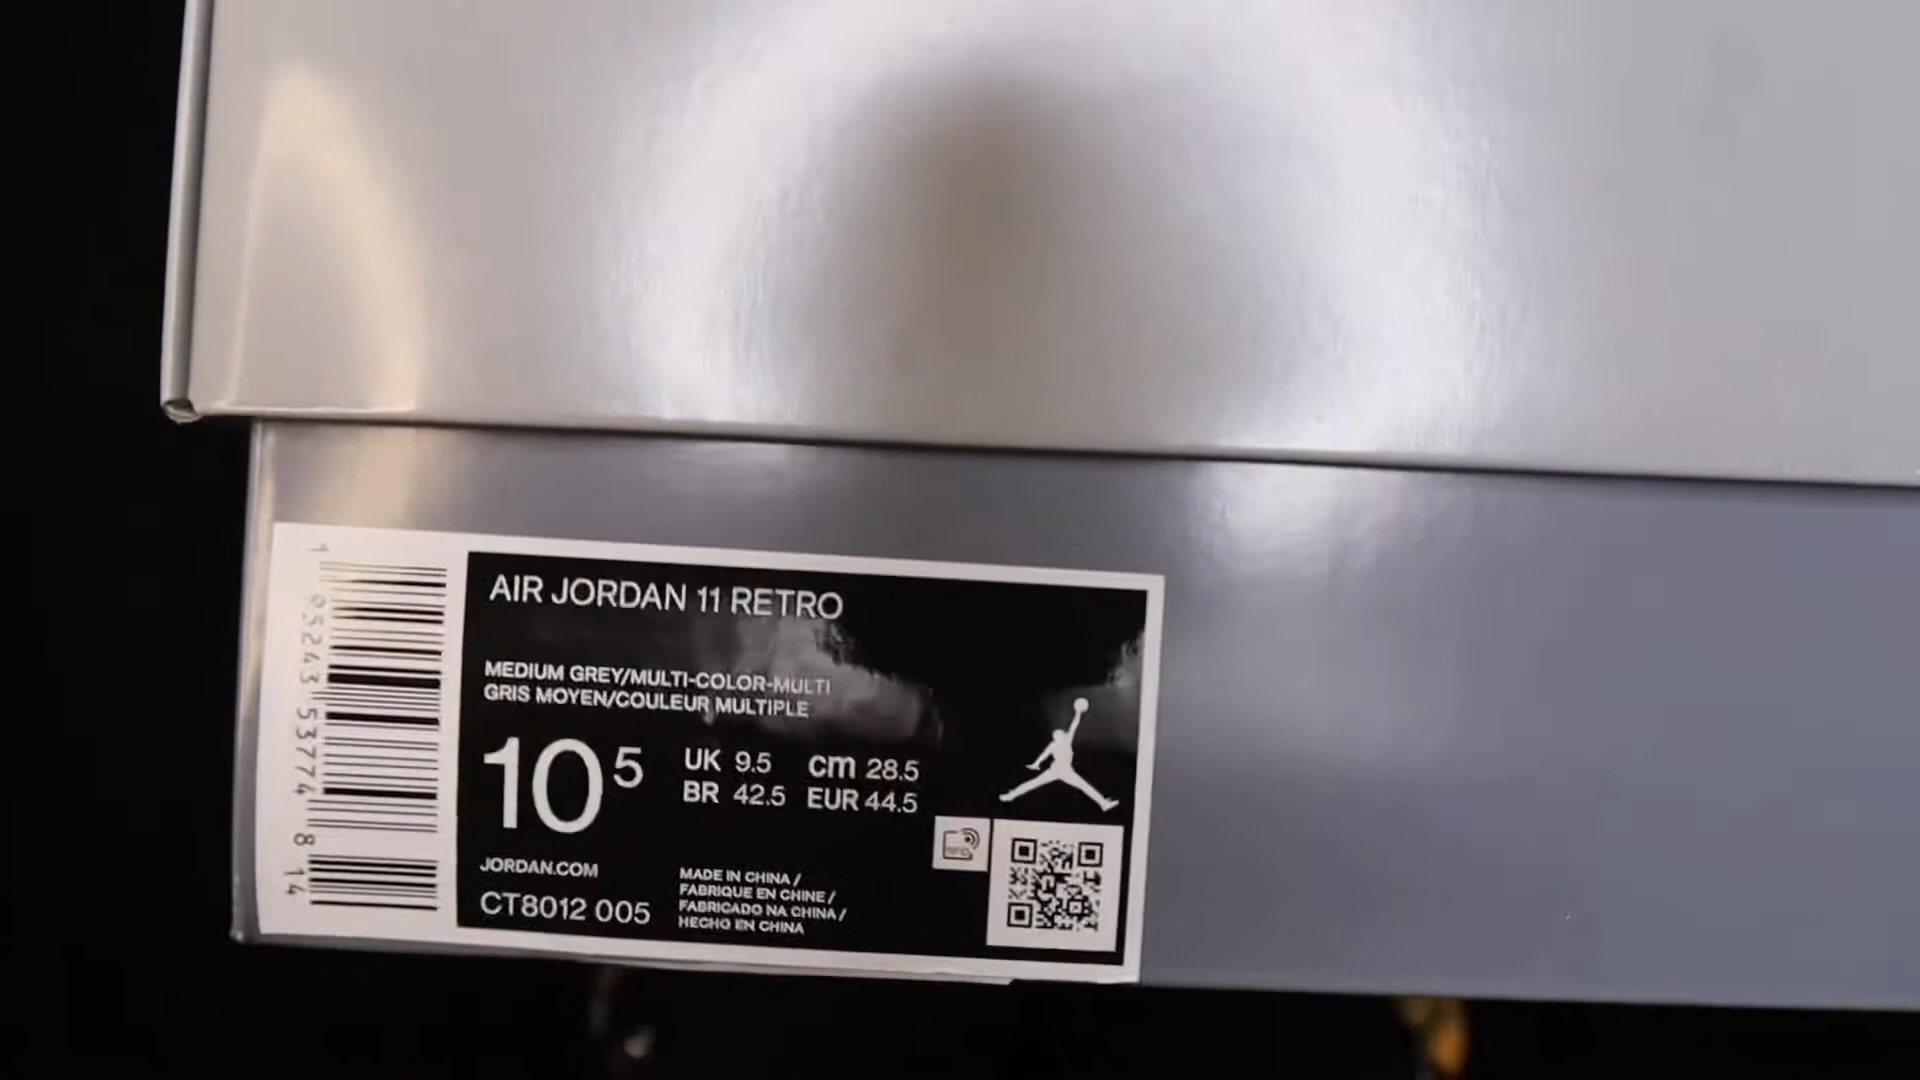 AIR JORDAN 11 RETRO
MEDIUM GREY/MULTI-COLOR-MULTI
GRIS MOYEN/COULEUR MULTIPLE
10 5
UK 9.5 cm 28.5
BR 42.5 EUR 44.5
JORDAN.COM
CT8012 005
MADE IN CHINA /
FABRIQUE EN CHINE /
FABRICADO NA CHINA /
HECHO EN CHINA
1 95243 53774 8 14